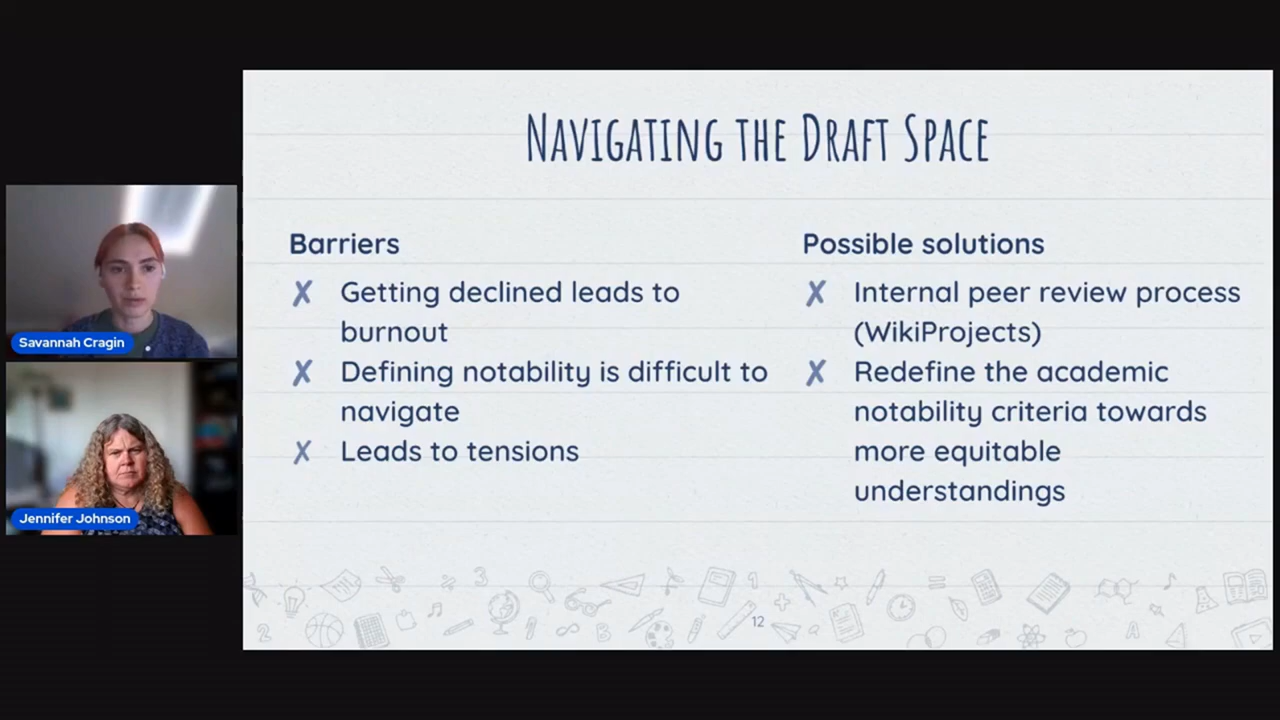 Navigating the Draft Space
Barriers
✗ Getting declined leads to
burnout
✗ Defining notability is difficult to
navigate
✗ Leads to tensions
Possible solutions
✗ Internal peer review process
(WikiProjects)
✗ Redefine the academic
notability criteria towards
more equitable
understandings
12
Savannah Cragin
Jennifer Johnson